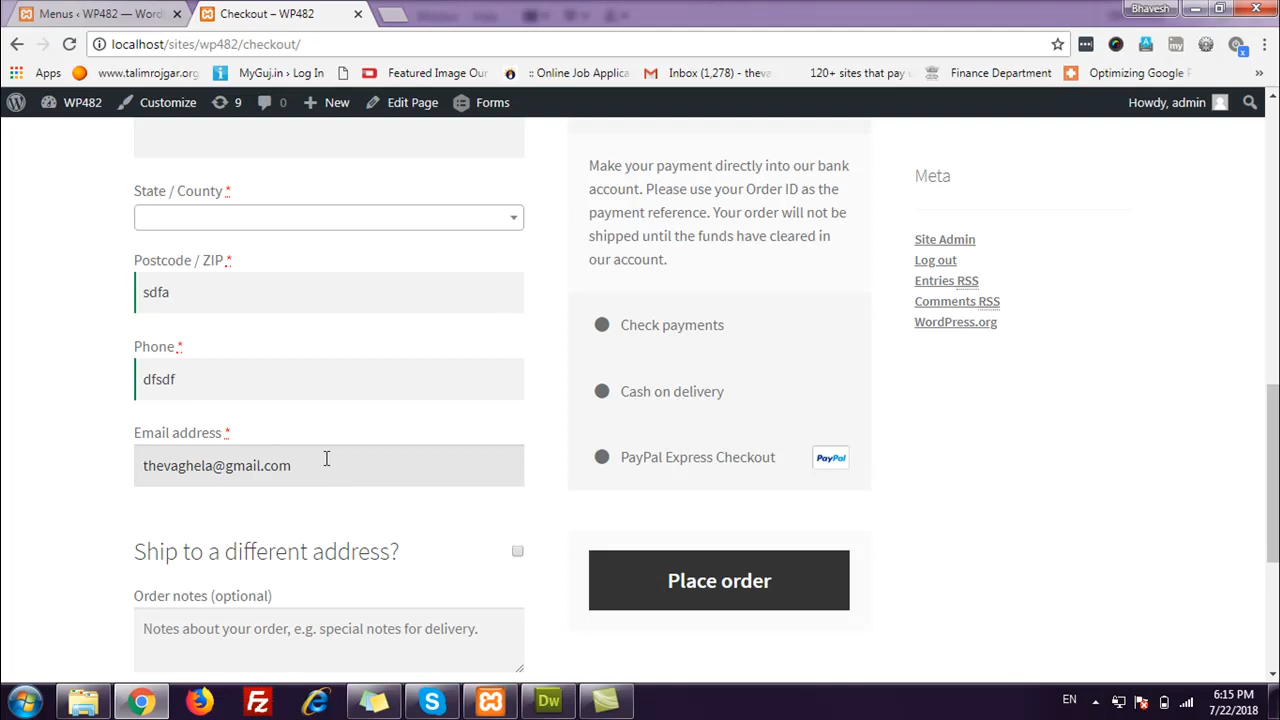 Menus ‹ WP482 — Word
Checkout – WP482
Bhavesh
localhost/sites/wp482/checkout/
Apps
www.talimrojgar.org
MyGuj.in › Log In
Featured Image Our
:: Online Job Applica
Inbox (1,278) - theva
120+ sites that pay
Finance Department
Optimizing Google
WP482
Customize
9
0
New
Edit Page
Forms
Howdy, admin
State / County *
Postcode / ZIP *
sdfa
Phone *
dfsdf
Email address *
thevaghela@gmail.com
Ship to a different address?
Order notes (optional)
Notes about your order, e.g. special notes for delivery.
Make your payment directly into our bank
account. Please use your Order ID as the
payment reference. Your order will not be
shipped until the funds have cleared in
our account.
Check payments
Cash on delivery
PayPal Express Checkout
PayPal
Place order
Meta
Site Admin
Log out
Entries RSS
Comments RSS
WordPress.org
Dw
EN
6:15 PM
7/22/2018